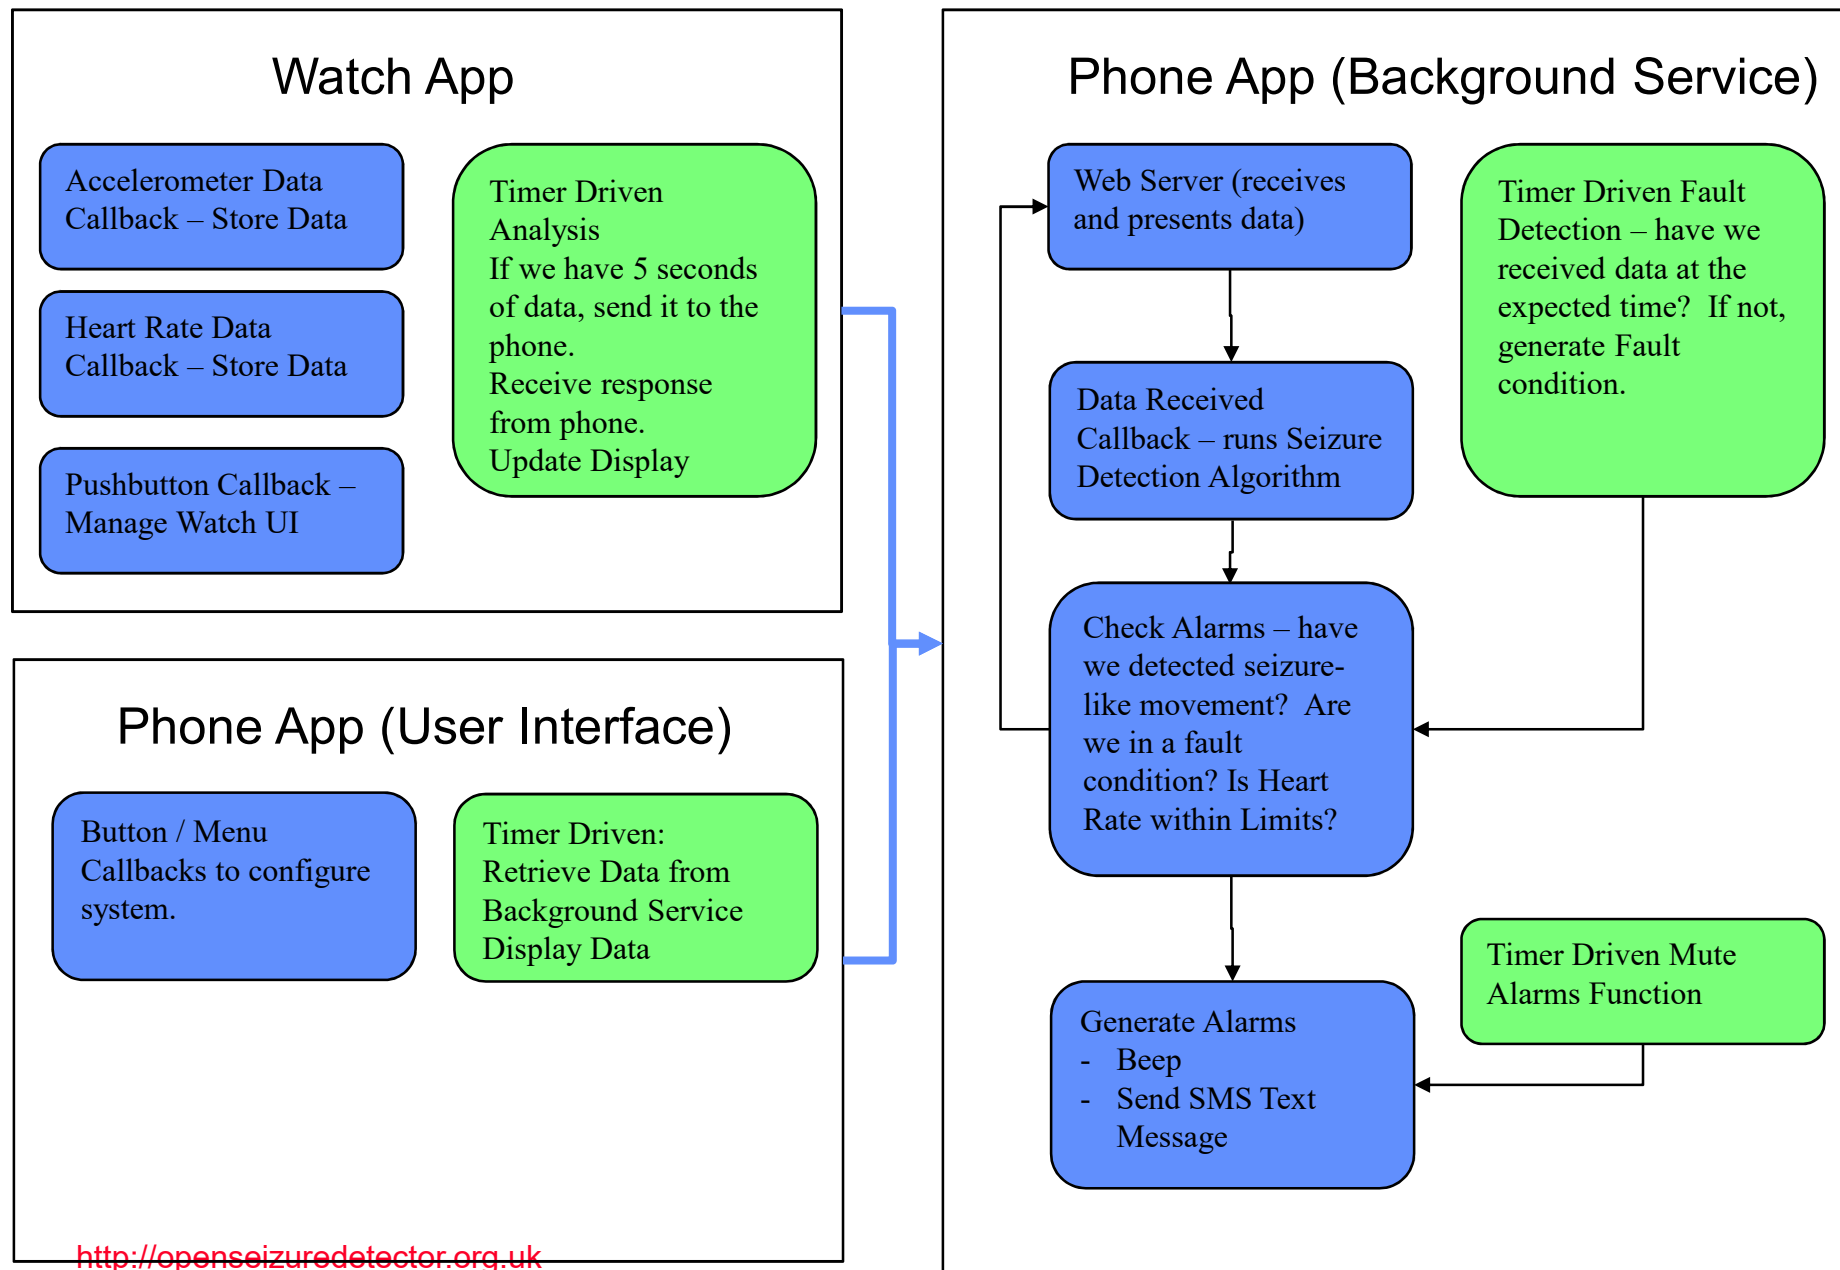 Watch App
Accelerometer Data
Callback – Store Data
Heart Rate Data
Callback – Store Data
Pushbutton Callback –
Manage Watch UI
Timer Driven
Analysis
If we have 5 seconds
of data, send it to the
phone.
Receive response
from phone.
Update Display
Phone App (User Interface)
Button / Menu
Callbacks to configure
system.
Timer Driven:
Retrieve Data from
Background Service
Display Data
http://openseizuredetector.org.uk
Phone App (Background Service)
Web Server (receives
and presents data)
Data Received
Callback – runs Seizure
Detection Algorithm
Check Alarms – have
we detected seizure-
like movement?  Are
we in a fault
condition? Is Heart
Rate within Limits?
Generate Alarms
- Beep
- Send SMS Text
Message
Timer Driven Fault
Detection – have we
received data at the
expected time?  If not,
generate Fault
condition.
Timer Driven Mute
Alarms Function